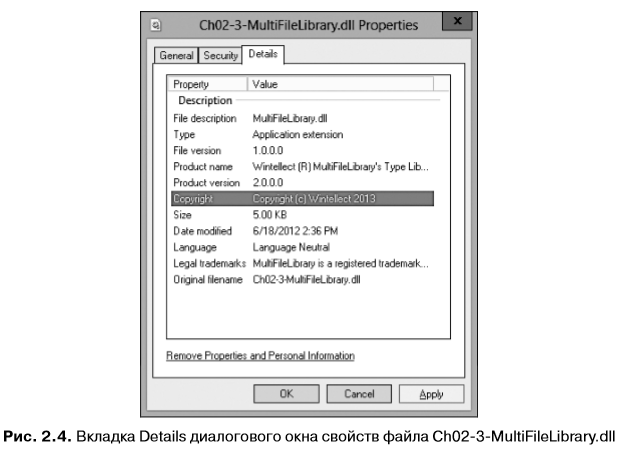 Ch02-3-MultiFileLibrary.dll Properties
x
General Security Details
Property Value
Description
File description MultiFileLibrary.dll
Type Application extension
File version 1.0.0.0
Product name Wintellect (R) MultiFileLibrary's Type Lib...
Product version 2.0.0.0
Copyright Copyright (c) Wintellect 2013
Size 5.00 KB
Date modified 6/18/2012 2:36 PM
Language Language Neutral
Legal trademarks MultiFileLibrary is a registered trademark...
Original filename Ch02-3-MultiFileLibrary.dll
Remove Properties and Personal Information
OK Cancel Apply
Рис. 2.4. Вкладка Details диалогового окна свойств файла Ch02-3-MultiFileLibrary.dll